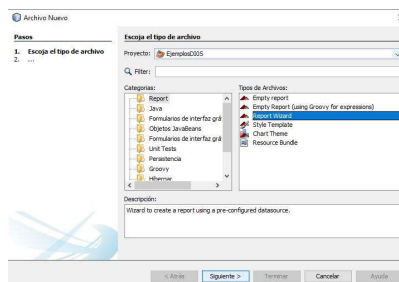 Archivo Nuevo
Pasos
1. Escoja el tipo de archivo
2. ...
Escoja el tipo de archivo
Proyecto: EjemplosDI05
Filter:
Categorías:
Report
Java
Formularios de interfaz grá
Objetos JavaBeans
Formularios de interfaz grá
Unit Tests
Persistencia
Groovy
Hibernar
Tipos de Archivos:
Empty report
Empty Report (using Groovy for expressions)
Report Wizard
Style Template
Chart Theme
Resource Bundle
Descripción:
Wizard to create a report using a pre-configured datasource.
< Atrás
Siguiente >
Terminar
Cancelar
Ayuda